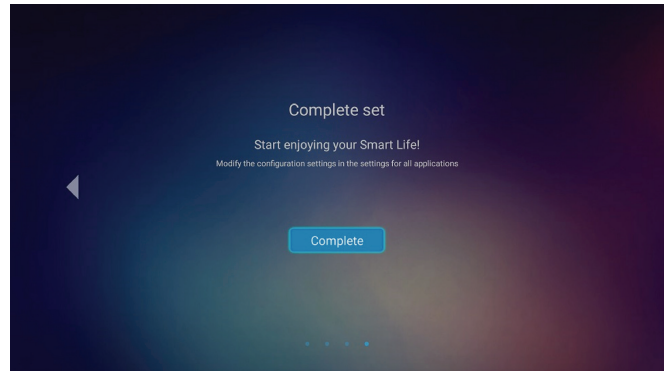 Complete set
Start enjoying your Smart Life!
Modify the configuration settings in the settings for all applications
Complete